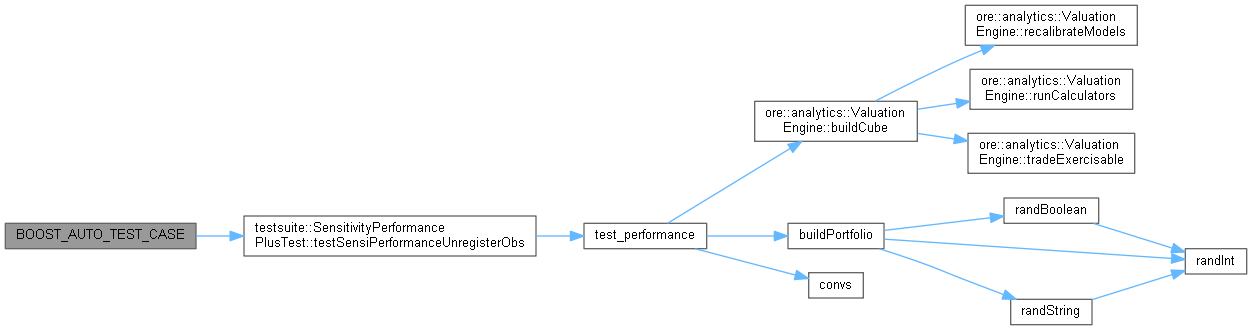 BOOST_AUTO_TEST_CASE
testsuite::SensitivityPerformance
PlusTest::testSensiPerformanceUnregisterObs
test_performance
ore::analytics::Valuation
Engine::buildCube
ore::analytics::Valuation
Engine::recalibrateModels
ore::analytics::Valuation
Engine::runCalculators
ore::analytics::Valuation
Engine::tradeExercisable
buildPortfolio
convs
randBoolean
randString
randInt